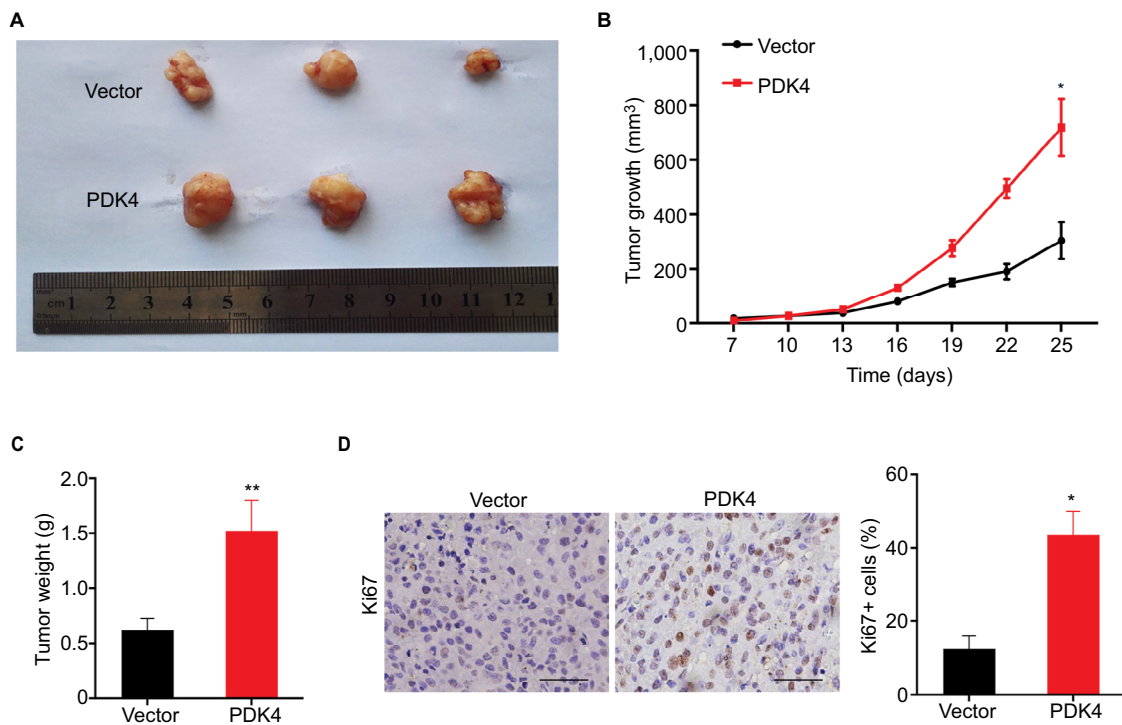 A
Vector
PDK4
mm
cm 1 2 3 4 5 6 7 8 9 10 11 12 1
mm
B
Vector
PDK4
1,000
800
600
400
200
0
Tumor growth (mm³)
*
7 10 13 16 19 22 25
Time (days)
C
2.0
1.5
1.0
0.5
0
Tumor weight (g)
**
Vector PDK4
D
Vector PDK4
Ki67
60
40
20
0
Ki67+ cells (%)
*
Vector PDK4